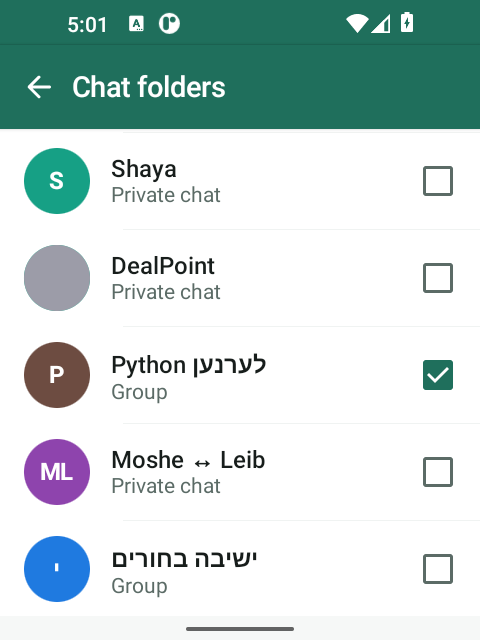 5:01
A
Chat folders
S
Shaya
Private chat
DealPoint
Private chat
P
Python לערנען
Group
ML
Moshe ↔ Leib
Private chat
י
ישיבה בחורים
Group